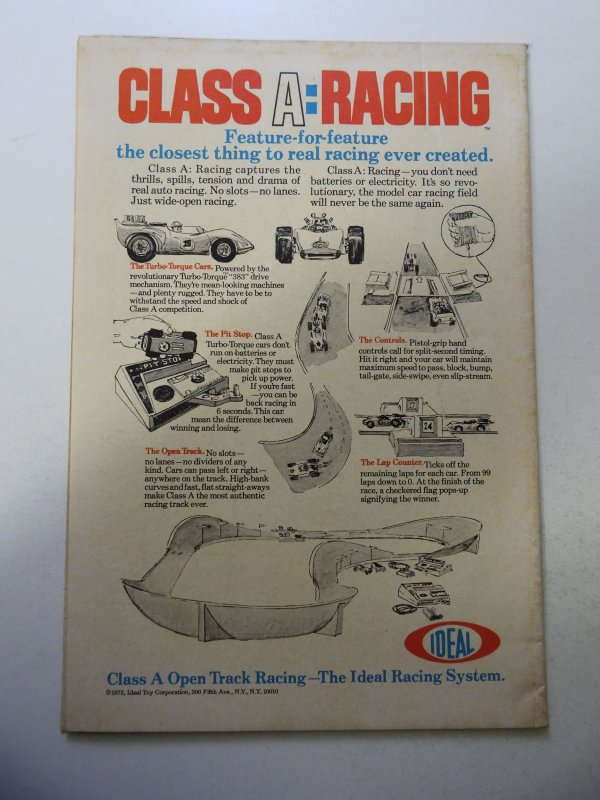 CLASS A: RACING
™
Feature-for-feature
the closest thing to real racing ever created.
Class A: Racing captures the
thrills, spills, tension and drama of
real auto racing. No slots—no lanes.
Just wide-open racing.
Class A: Racing—you don't need
batteries or electricity. It's so revo-
lutionary, the model car racing field
will never be the same again.
The Turbo-Torque Cars. Powered by the
revolutionary Turbo-Torque "383" drive
mechanism. They're mean-looking machines
—and plenty rugged. They have to be to
withstand the speed and shock of
Class A competition.
The Pit Stop. Class A
Turbo-Torque cars don't
run on batteries or
electricity. They must
make pit stops to
pick up power.
If you're fast
—you can be
back racing in
6 seconds. This can
mean the difference between
winning and losing.
PIT STOP
The Controls. Pistol-grip hand
controls call for split-second timing.
Hit it right and your car will maintain
maximum speed to pass, block, bump,
tail-gate, side-swipe, even slip-stream.
The Open Track. No slots—
no lanes—no dividers of any
kind. Cars can pass left or right—
anywhere on the track. High-bank
curves and fast, flat straight-aways
make Class A the most authentic
racing track ever.
24
The Lap Counter. Ticks off the
remaining laps for each car. From 99
laps down to 0. At the finish of the
race, a checkered flag pops-up
signifying the winner.
IDEAL
Class A Open Track Racing—The Ideal Racing System.
©1972, Ideal Toy Corporation, 200 Fifth Ave., N.Y., N.Y. 10010